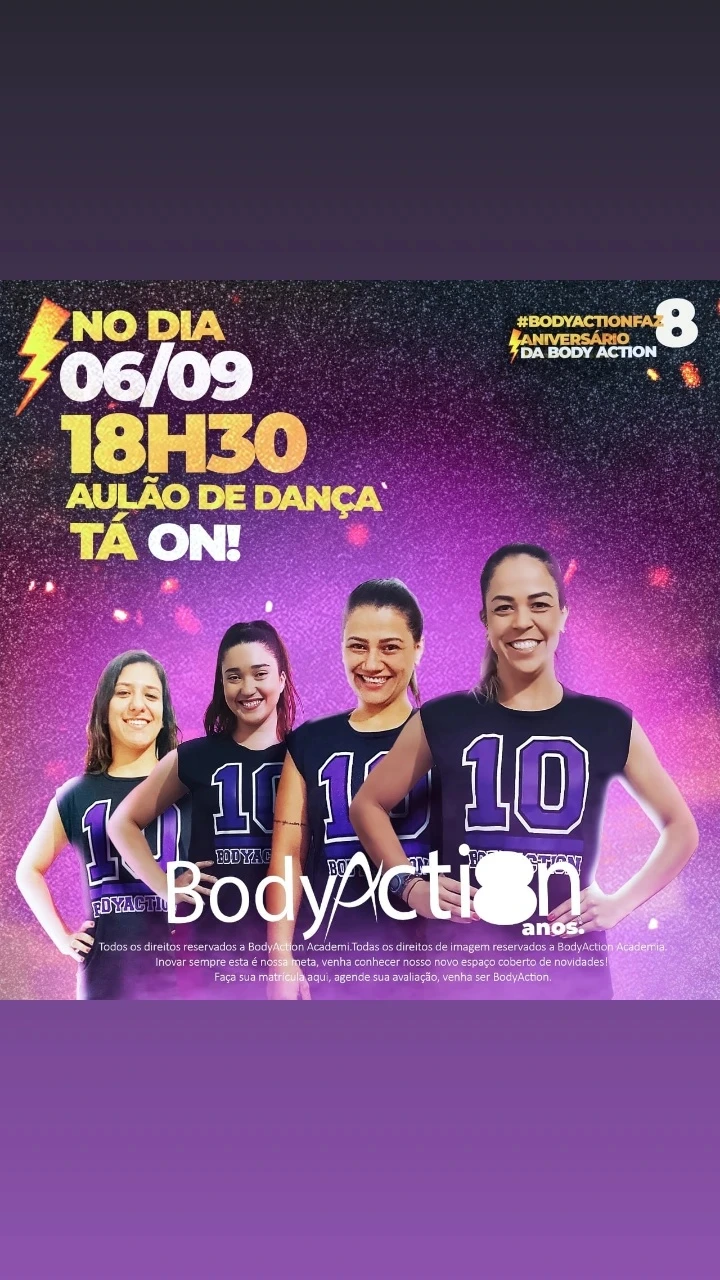 NO DIA
06/09
18H30
AULÃO DE DANÇA`
TÁ ON!
#BODYACTIONFAZ8
ANIVERSÁRIO
DA BODY ACTION
10
10
10
10
BODYACTION
BodyActi8n
anos.
Todos os direitos reservados a BodyAction Academi.Todas os direitos de imagem reservados a BodyAction Academia.
Inovar sempre esta é nossa meta, venha conhecer nosso novo espaço coberto de novidades!
Faça sua matricula aqui, agende sua avaliação, venha ser BodyAction.